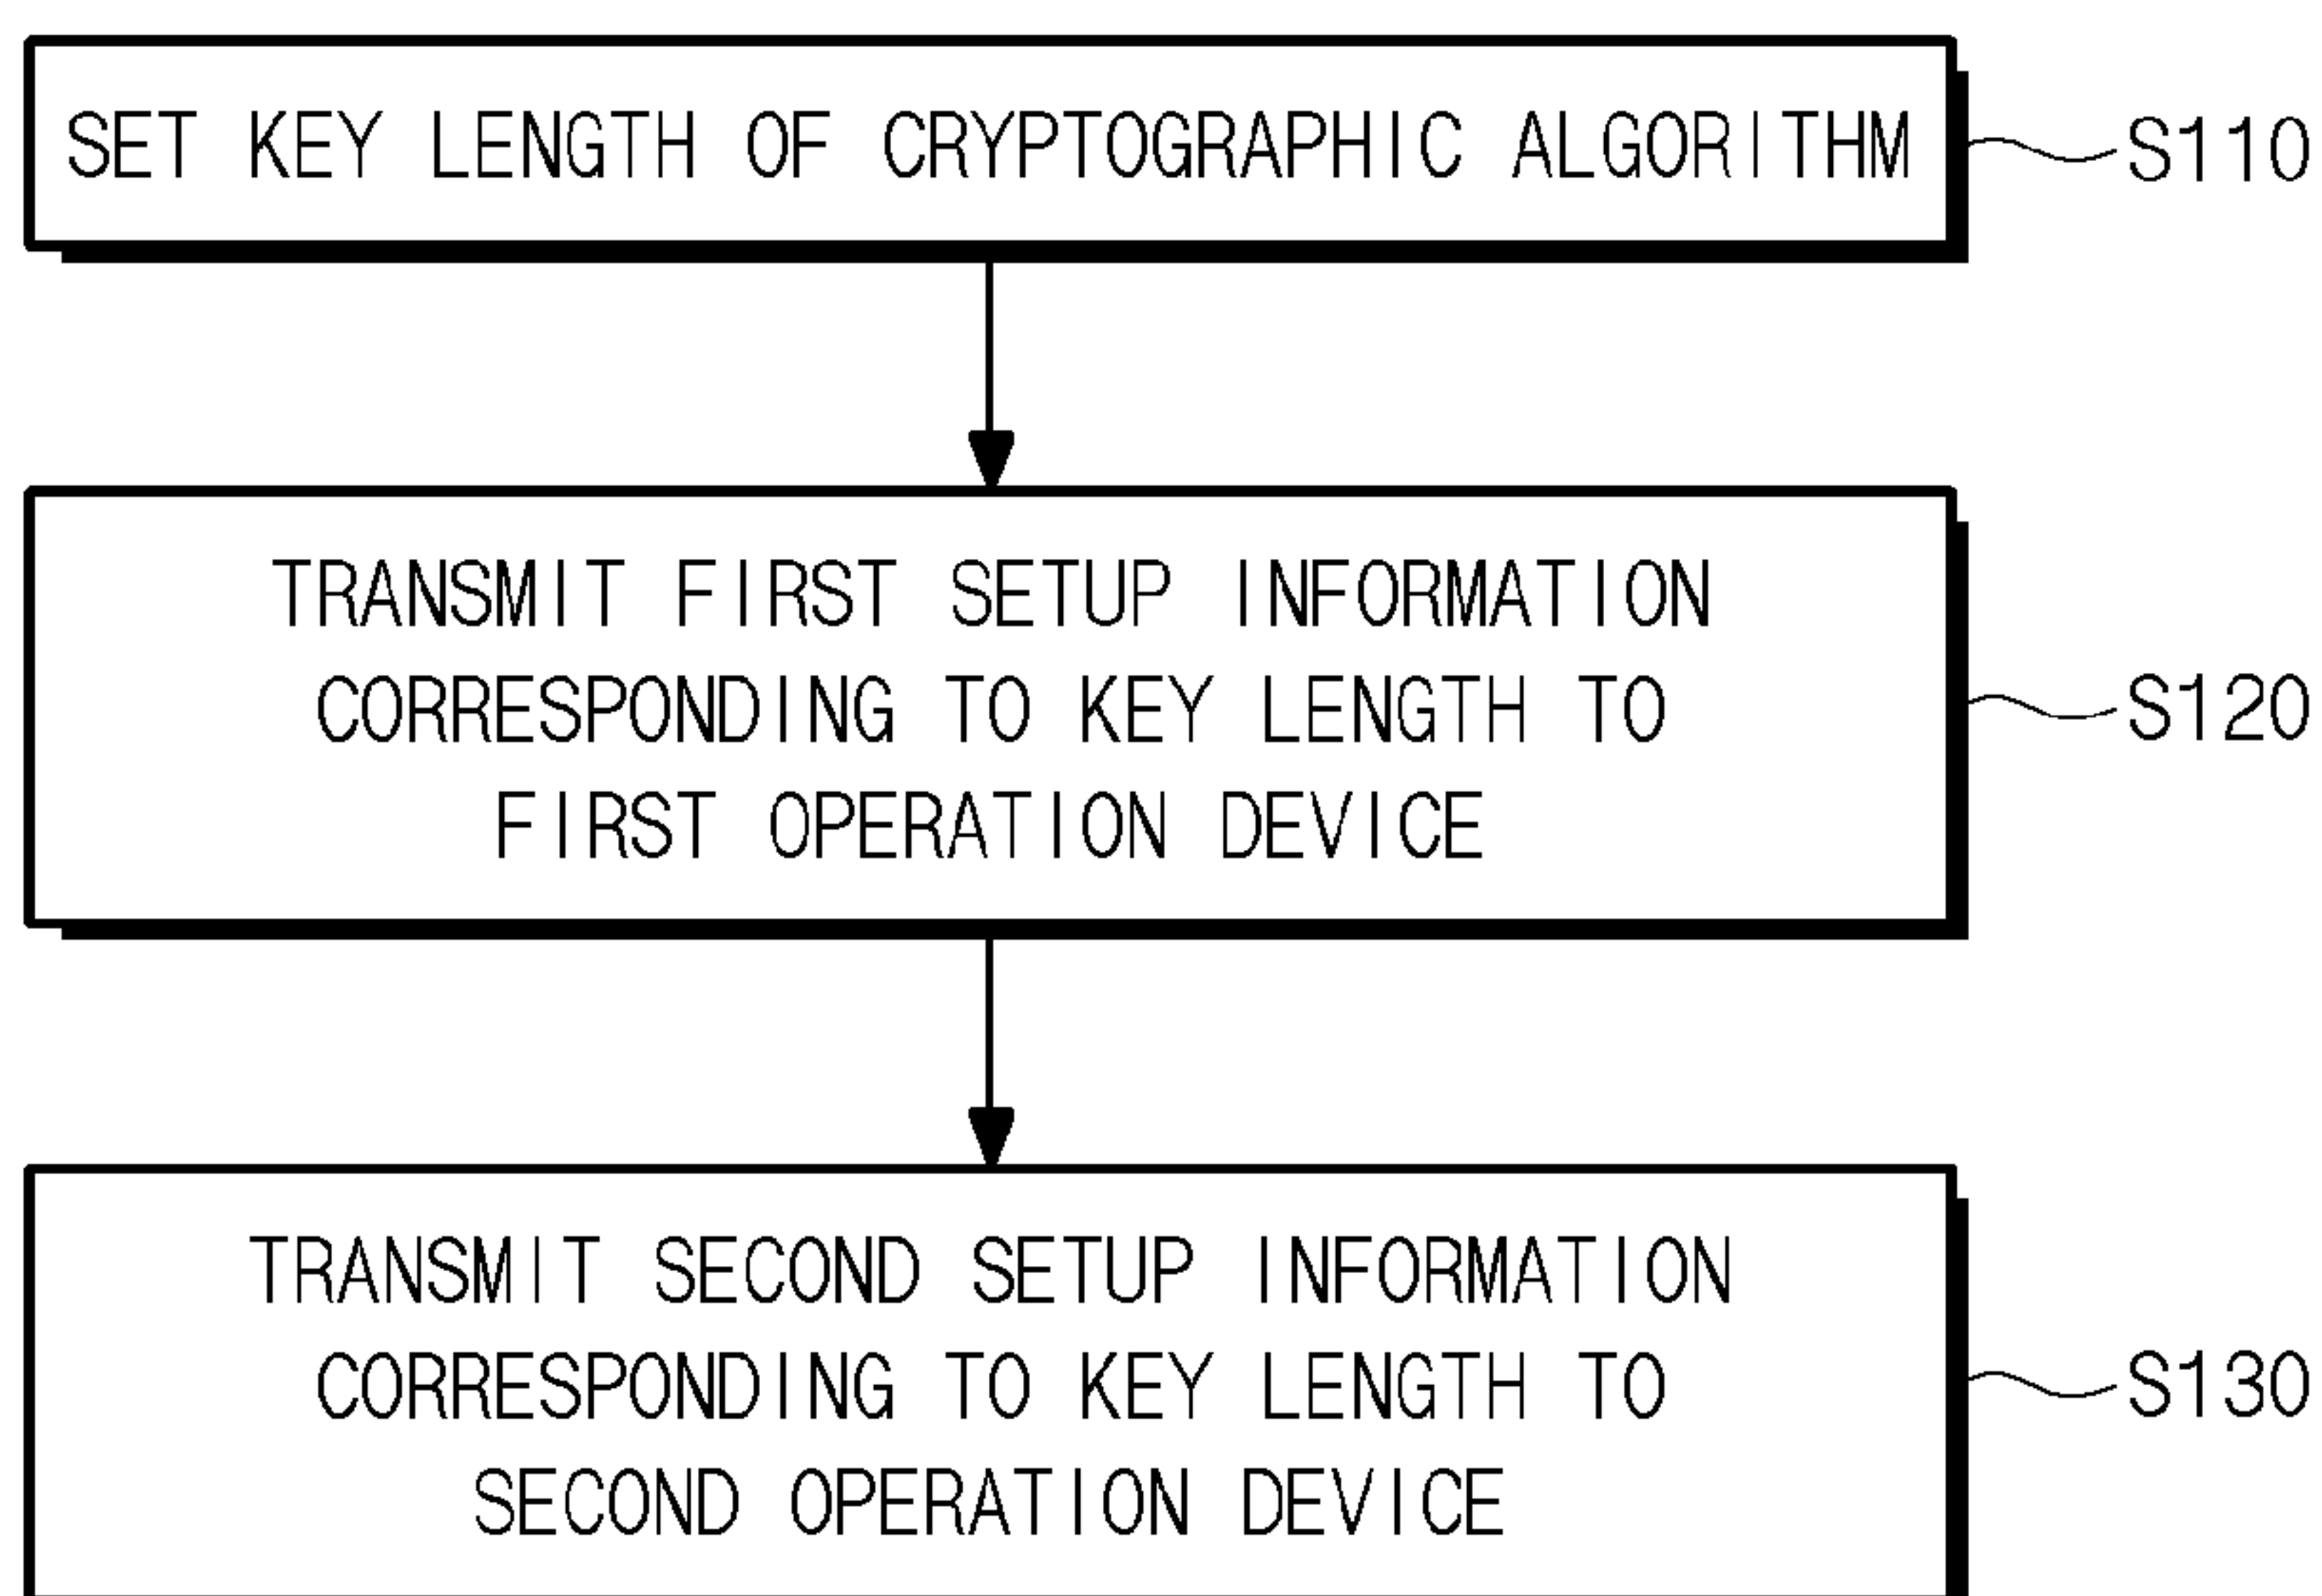 SET KEY LENGTH OF CRYPTOGRAPHIC ALGORITHM
S110
TRANSMIT FIRST SETUP INFORMATION
CORRESPONDING TO KEY LENGTH TO
FIRST OPERATION DEVICE
S120
TRANSMIT SECOND SETUP INFORMATION
CORRESPONDING TO KEY LENGTH TO
SECOND OPERATION DEVICE
S130